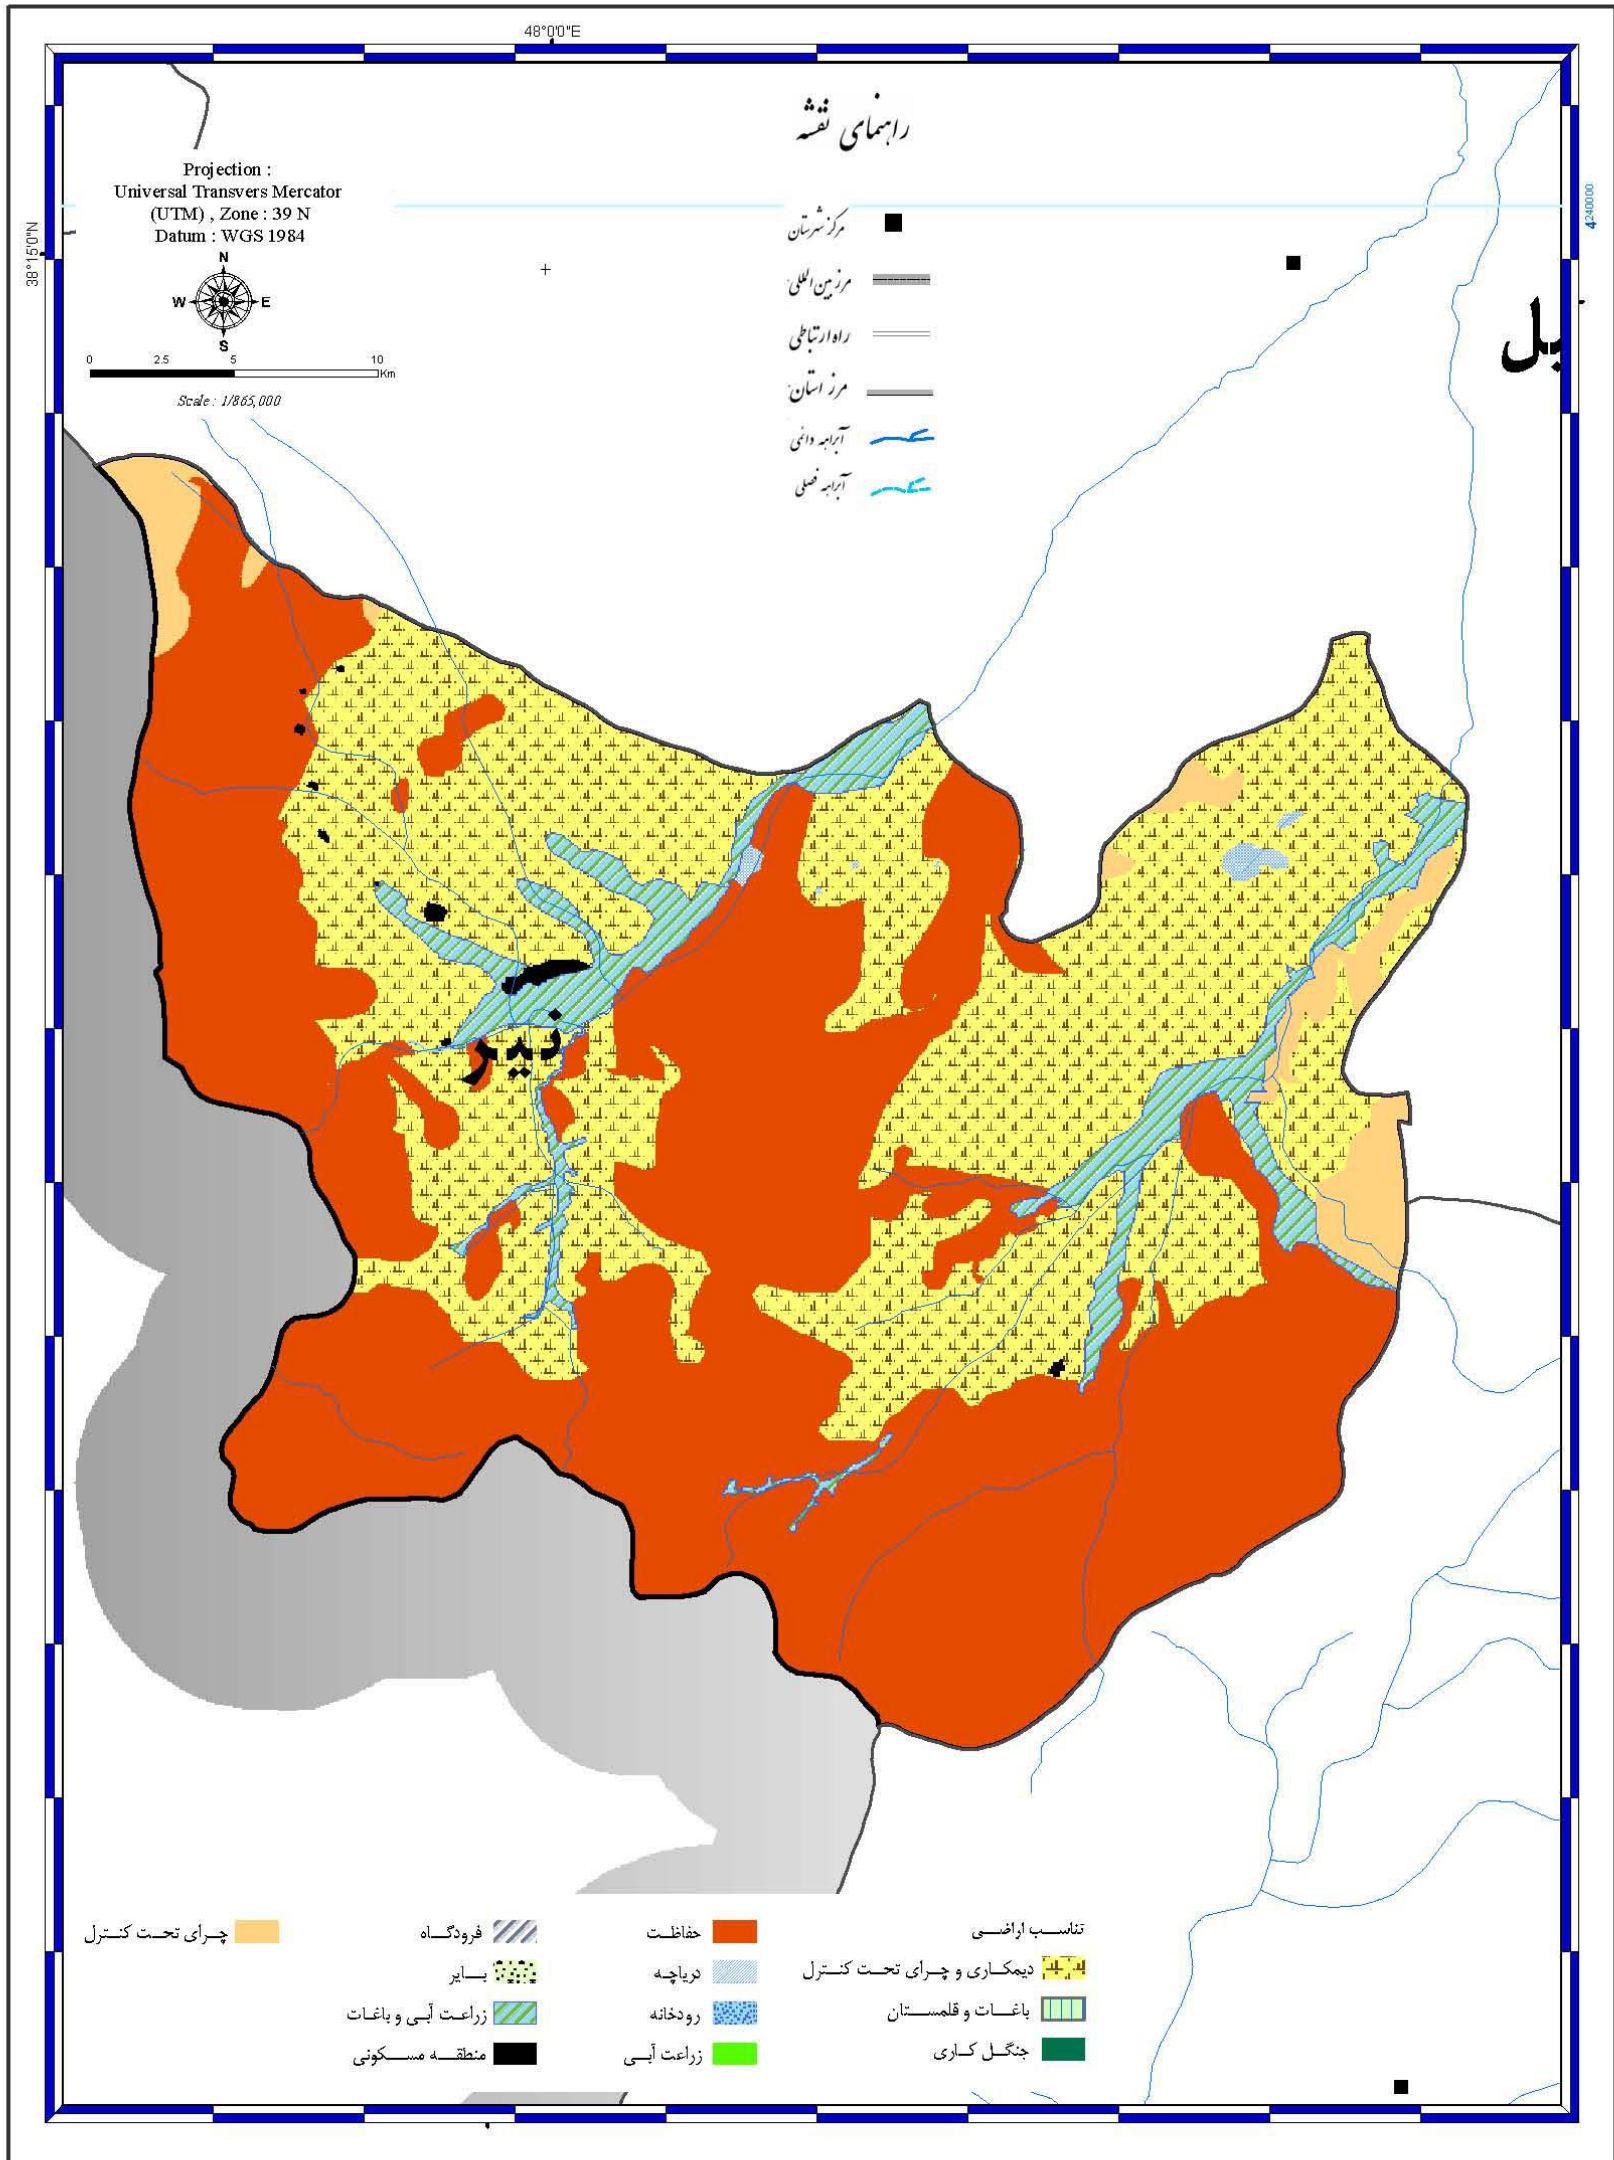 48°0'0"E
راهنمای نقشه
Projection :
Universal Transvers Mercator
(UTM) , Zone : 39 N
Datum : WGS 1984
38°15'0"N
4240000
N
W E
S
0 2.5 5 10
Km
Scale : 1/865,000
مرکز شهرستان
مرز بین المللی
راه ارتباطی
مرز استان
آبراهه دائمی
آبراهه فصلی
نیر
تناسب اراضی
دیمکاری و چرای تحت کنترل
باغات و قلمستان
جنگل کاری
حفاظت
دریاچه
رودخانه
زراعت آبی
فرودگاه
بایر
زراعت آبی و باغات
منطقه مسکونی
چرای تحت کنترل